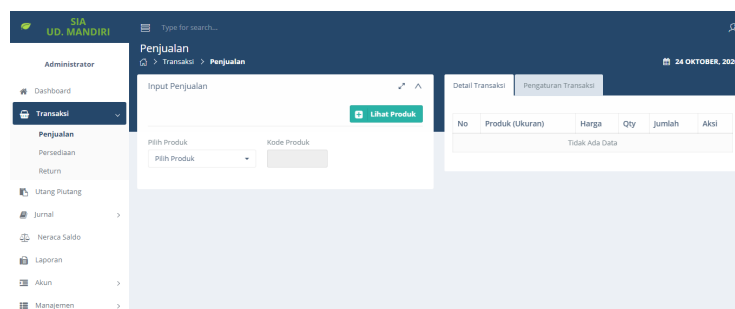 SIA
UD. MANDIRI
Type for search...
Penjualan
Transaksi > Penjualan
24 OKTOBER, 202
Administrator
Dashboard
Transaksi
Penjualan
Persediaan
Return
Utang Piutang
Jurnal
Neraca Saldo
Laporan
Akun
Manajemen
Input Penjualan
Lihat Produk
Pilih Produk
Kode Produk
Pilih Produk
Detail Transaksi
Pengaturan Transaksi
No Produk (Ukuran) Harga Qty Jumlah Aksi
Tidak Ada Data